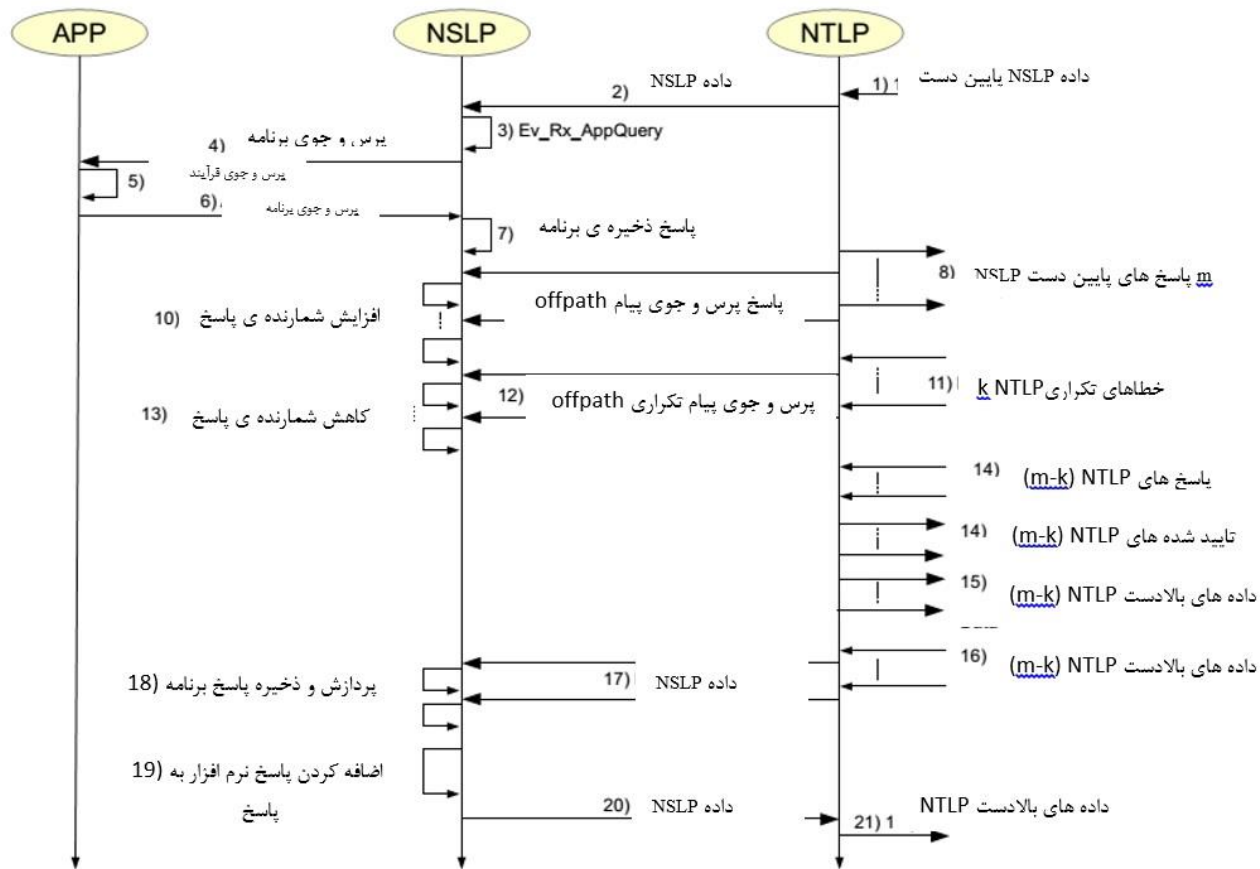 APP
NSLP
NTLP
1) 1 داده NSLP پایین دست
2) داده NSLP
3) Ev_Rx_AppQuery
4) پرس و جوی برنامه
5) پرس و جوی فرآیند
6) پرس و جوی برنامه
7) پاسخ ذخیره ی برنامه
8) m پاسخ های پایین دست NSLP
پاسخ پرس و جوی پیام offpath
10) افزایش شمارنده ی پاسخ
11) خطاهای تکراری k NTLP
12) پرس و جوی پیام تکراری offpath
13) کاهش شمارنده ی پاسخ
14) پاسخ های NTLP (m-k)
14) تایید شده های NTLP (m-k)
15) داده های بالادست NTLP (m-k)
16) داده های بالادست NTLP (m-k)
17) داده NSLP
18) پردازش و ذخیره پاسخ برنامه
19) اضافه کردن پاسخ نرم افزار به
پاسخ
20) داده NSLP
21) 1 داده های بالادست NTLP